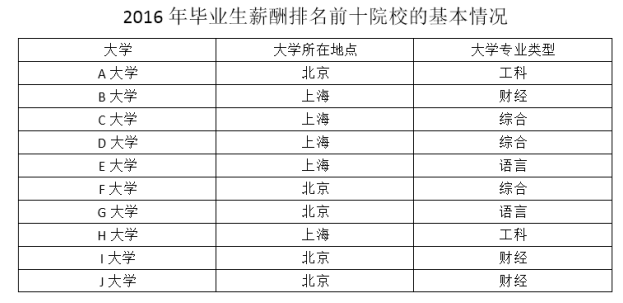 2016 年毕业生薪酬排名前十院校的基本情况
大学 大学所在地点 大学专业类型
A 大学 北京 工科
B 大学 上海 财经
C 大学 上海 综合
D 大学 上海 综合
E 大学 上海 语言
F 大学 北京 综合
G 大学 北京 语言
H 大学 上海 工科
I 大学 北京 财经
J 大学 北京 财经